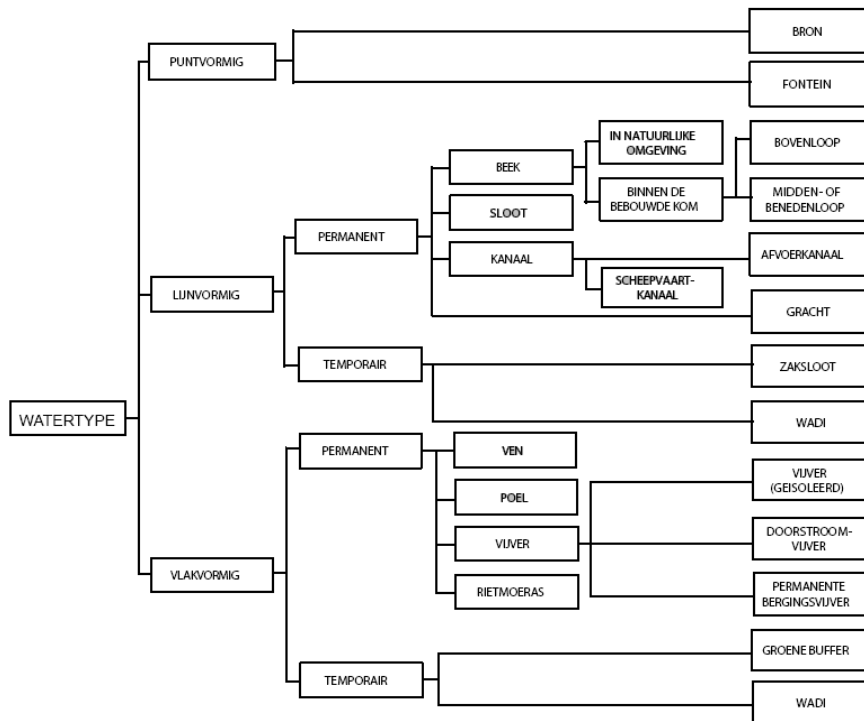 WATERTYPE
PUNTVORMIG
BRON
FONTEIN
LIJNVORMIG
PERMANENT
BEEK
IN NATUURLIJKE
OMGEVING
BINNEN DE
BEBOUWDE KOM
BOVENLOOP
MIDDEN- OF
BENEDENLOOP
SLOOT
KANAAL
AFVOERKANAAL
SCHEEPVAART-
KANAAL
GRACHT
TEMPORAIR
ZAKSLOOT
WADI
VLAKVORMIG
PERMANENT
VEN
POEL
VIJVER
VIJVER
(GEISOLEERD)
DOORSTROOM-
VIJVER
PERMANENTE
BERGINGSVIJVER
RIETMOERAS
TEMPORAIR
GROENE BUFFER
WADI